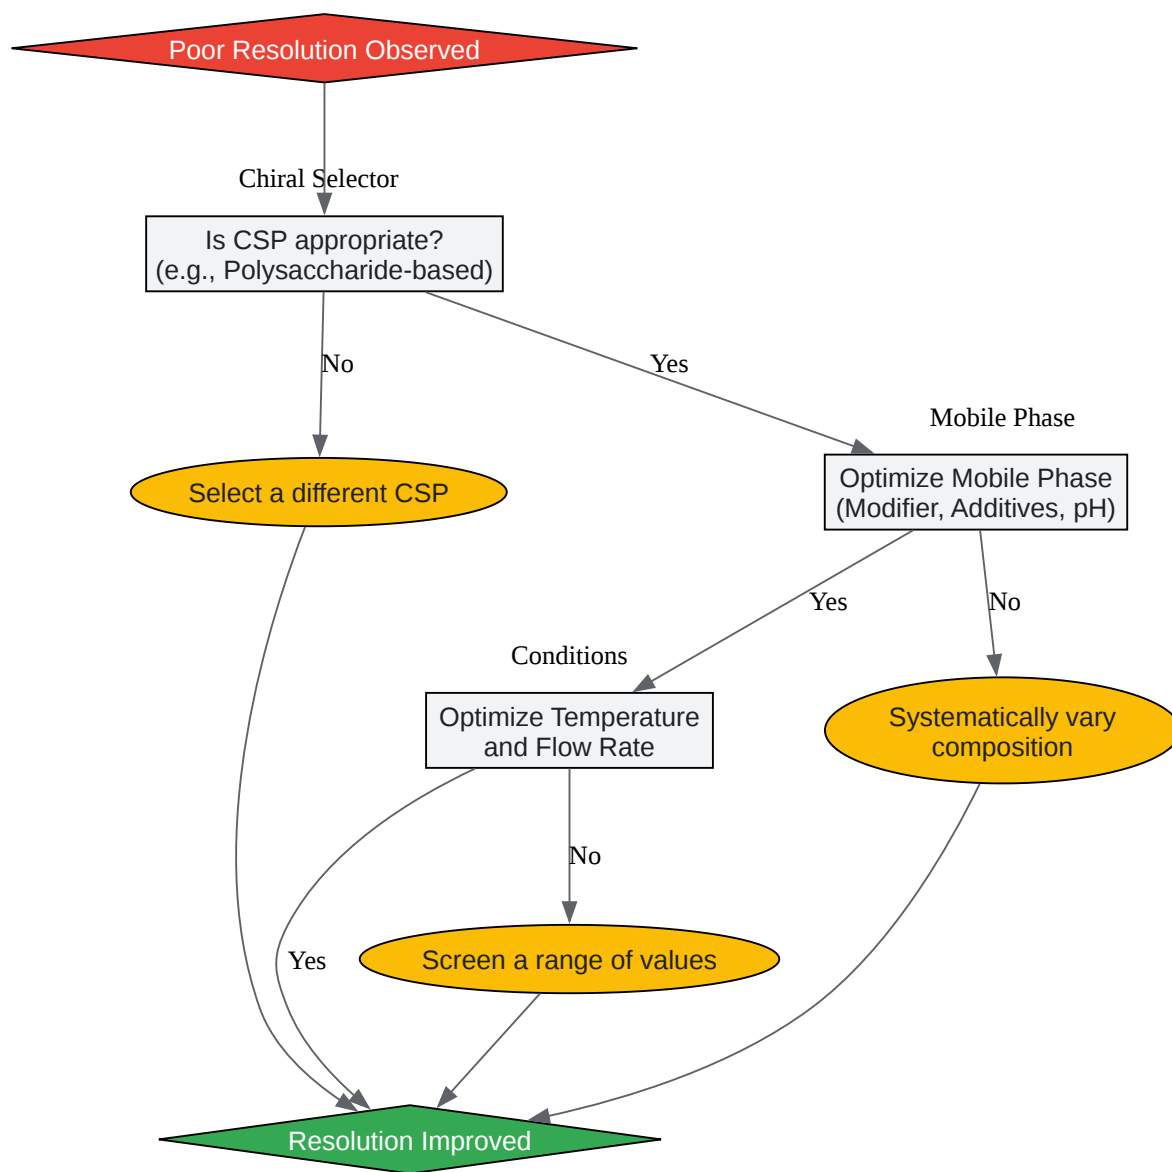 Poor Resolution Observed
Chiral Selector
Is CSP appropriate?
(e.g., Polysaccharide-based)
No
Yes
Mobile Phase
Select a different CSP
Optimize Mobile Phase
(Modifier, Additives, pH)
Yes
No
Conditions
Optimize Temperature
and Flow Rate
Systematically vary
composition
No
Yes
Screen a range of values
Resolution Improved